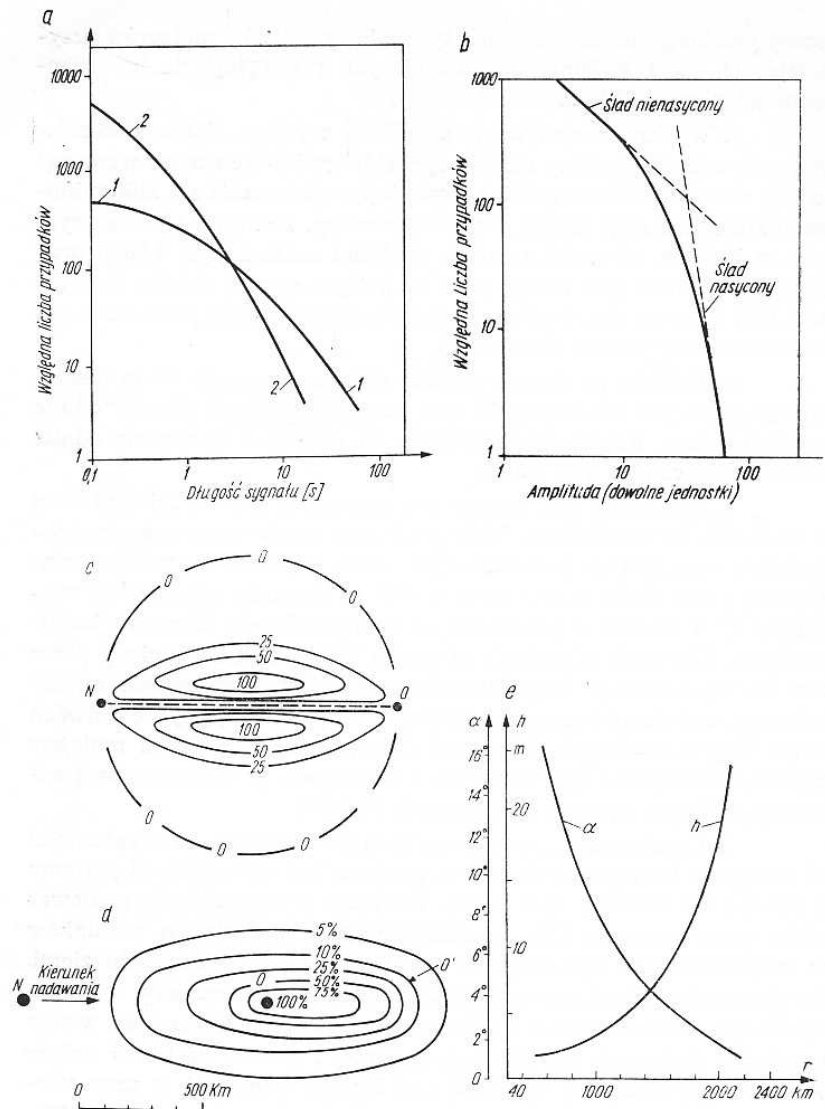 a
Względna liczba przypadków
10000
1000
100
10
1
2
1
2
1
0,1
1
10
100
Długość sygnału [s]
b
Względna liczba przypadków
1000
100
10
1
Ślad nienasycony
Ślad nasycony
1
10
100
Amplituda (dowolne jednostki)
c
0
0
0
0
0
25
50
100
N
O
100
50
25
0
0
0
0
0
d
N
Kierunek
nadawania
5%
10%
25%
50%
75%
100%
O
O'
0
500 Km
e
α
h
16°
14°
12°
10°
8°
6°
4°
2°
0
m
20
10
α
h
r
40
1000
2000
2400 km